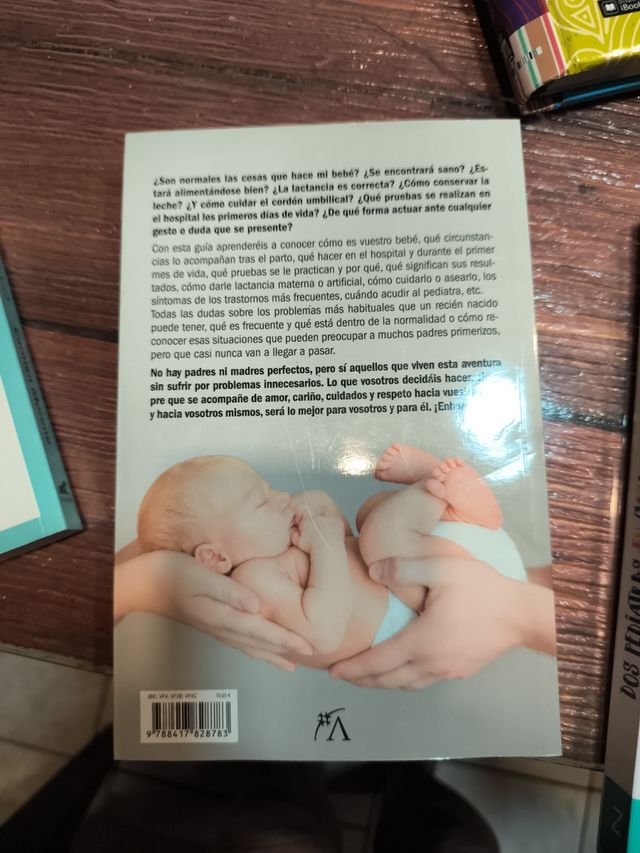 iBook
¿Son normales las cosas que hace mi bebé? ¿Se encontrará sano? ¿Es-
tará alimentándose bien? ¿La lactancia es correcta? ¿Cómo conservar la
leche? ¿Y cómo cuidar el cordón umbilical? ¿Qué pruebas se realizan en
el hospital los primeros días de vida? ¿De qué forma actuar ante cualquier
gesto o duda que se presente?
Con esta guía aprenderéis a conocer cómo es vuestro bebé, qué circunstan-
cias lo acompañan tras el parto, qué hacer en el hospital y durante el primer
mes de vida, qué pruebas se le practican y por qué, qué significan sus resul-
tados, cómo darle lactancia materna o artificial, cómo cuidarlo o asearlo, los
síntomas de los trastornos más frecuentes, cuándo acudir al pediatra, etc.
Todas las dudas sobre los problemas más habituales que un recién nacido
puede tener, qué es frecuente y qué está dentro de la normalidad o cómo re-
conocer esas situaciones que pueden preocupar a muchos padres primerizos,
pero que casi nunca van a llegar a pasar.
No hay padres ni madres perfectos, pero sí aquellos que viven esta aventura
sin sufrir por problemas innecesarios. Lo que vosotros decidáis hacer,
pre que se acompañe de amor, cariño, cuidados y respeto hacia
y hacia vosotros mismos, será lo mejor para vosotros y para él.
IBIC: VFX VFXB VFXC
9 788417 828783
DOS PEDIATRAS